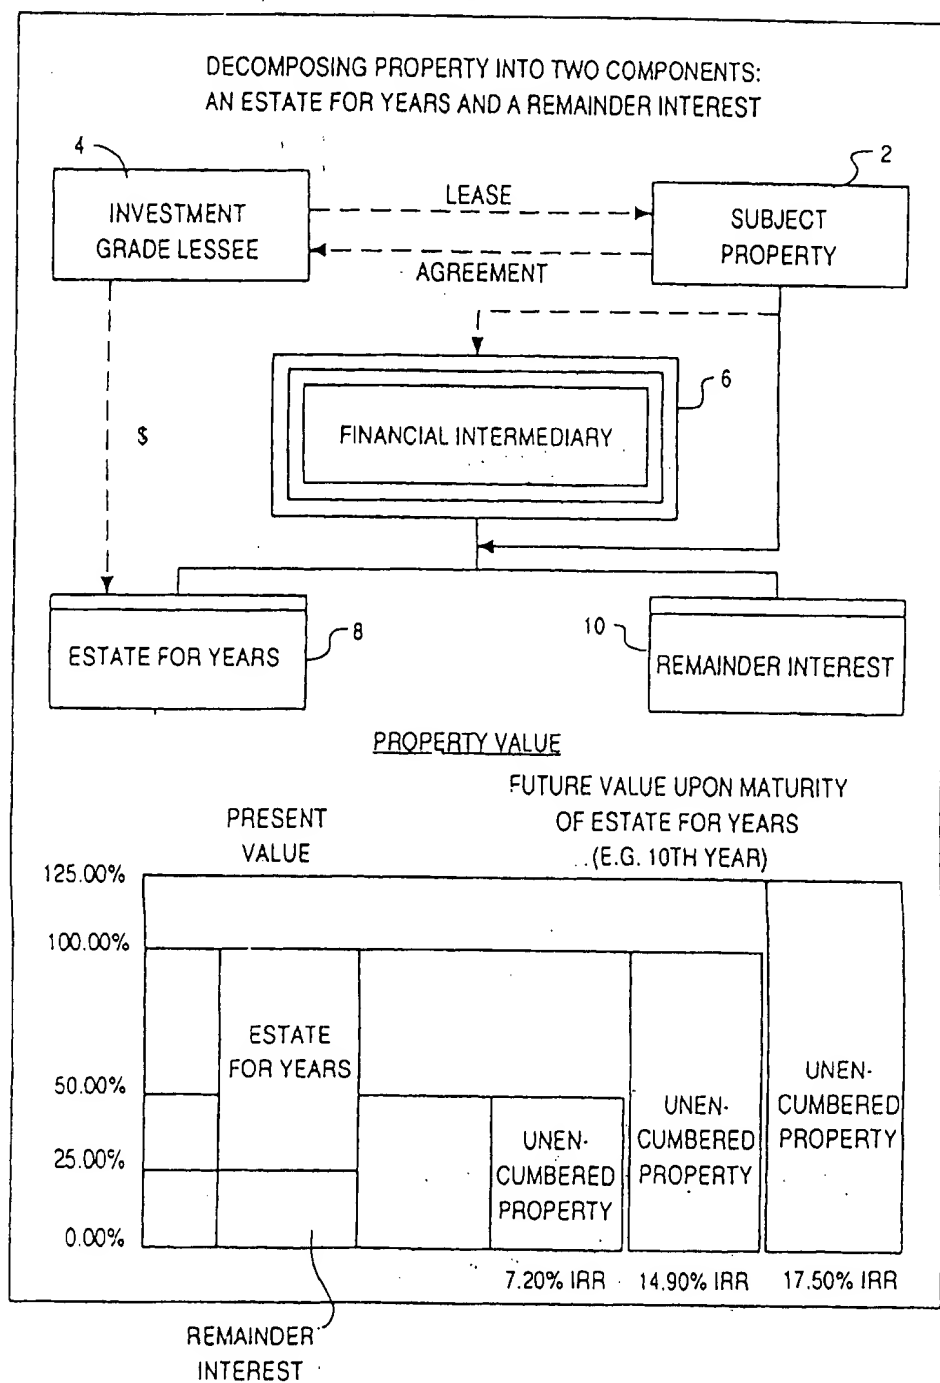 DECOMPOSING PROPERTY INTO TWO COMPONENTS:
AN ESTATE FOR YEARS AND A REMAINDER INTEREST
4
2
INVESTMENT
GRADE LESSEE
LEASE
AGREEMENT
SUBJECT
PROPERTY
$
6
FINANCIAL INTERMEDIARY
8
ESTATE FOR YEARS
10
REMAINDER INTEREST
PROPERTY VALUE
PRESENT
VALUE
FUTURE VALUE UPON MATURITY
OF ESTATE FOR YEARS
(E.G. 10TH YEAR)
125.00%
100.00%
50.00%
25.00%
0.00%
ESTATE
FOR YEARS
UNEN-
CUMBERED
PROPERTY
UNEN-
CUMBERED
PROPERTY
UNEN-
CUMBERED
PROPERTY
7.20% IRR
14.90% IRR
17.50% IRR
REMAINDER
INTEREST